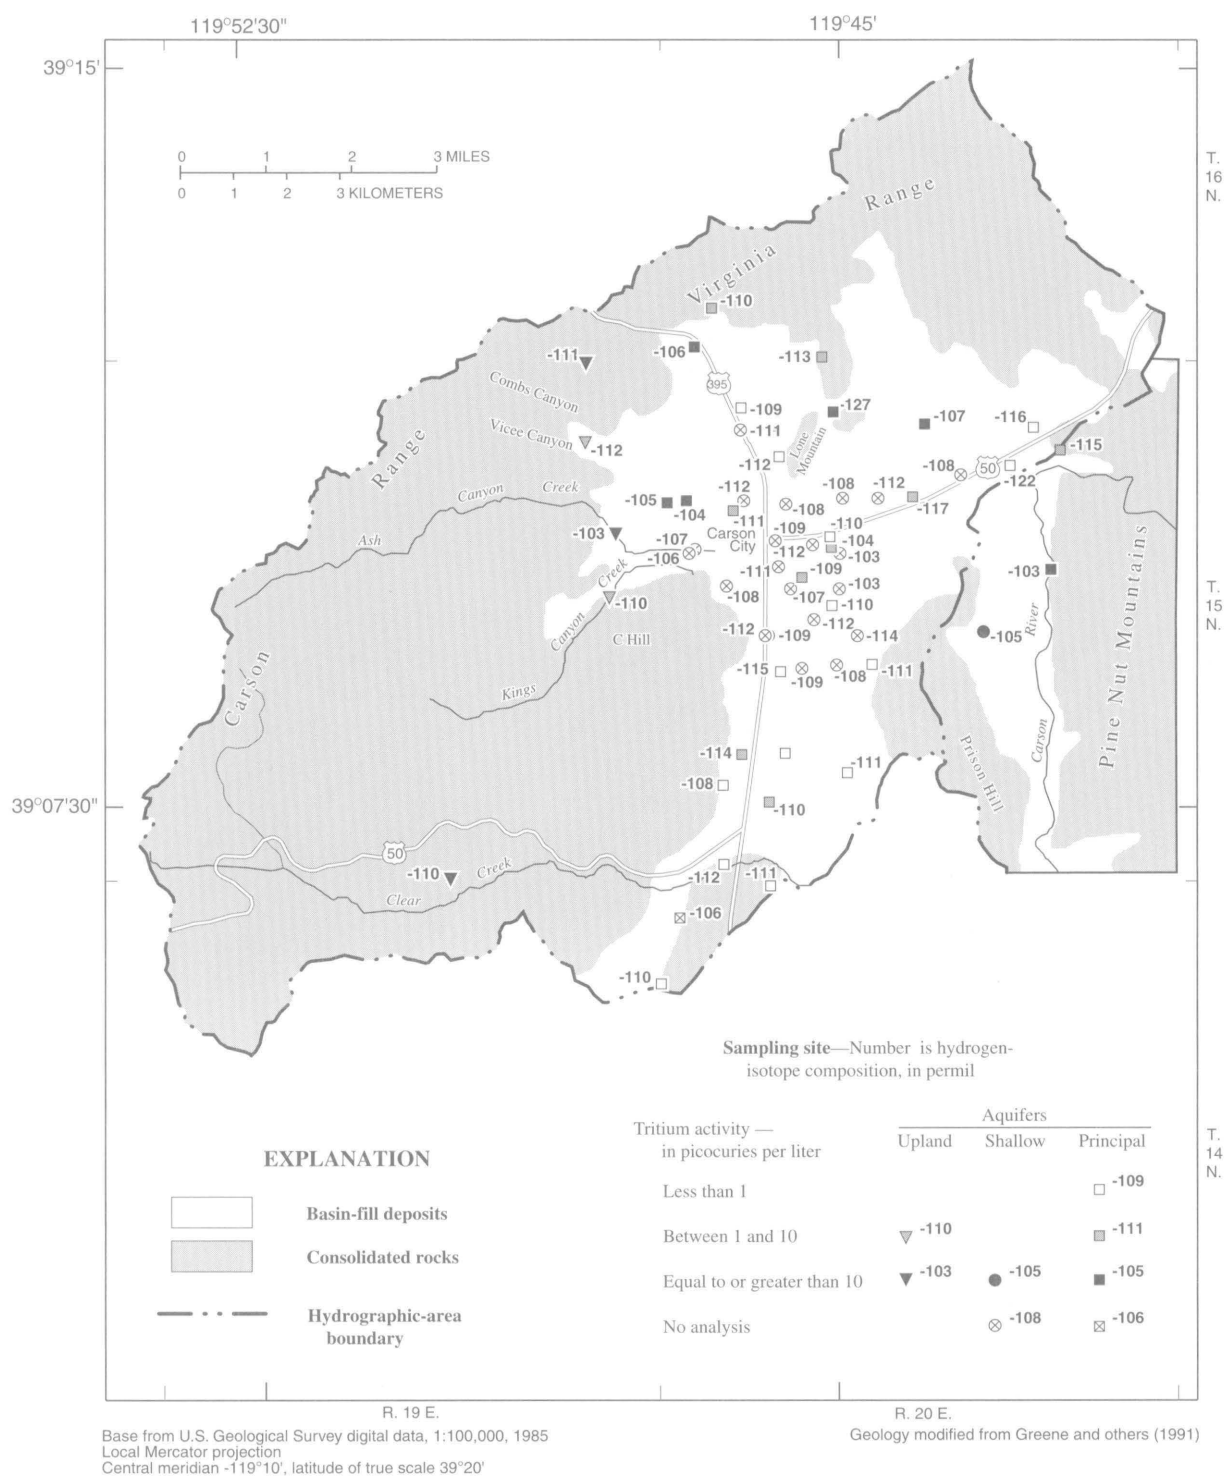 119°52'30"
119°45'
39°15'
0 1 2 3 MILES
0 1 2 3 KILOMETERS
T.
16
N.
Range
Virginia
-110
-106
-111
-113
395
Combs Canyon
-109
-127
-107
-116
Vicee Canyon
-111
Lone
Mountain
-112
-112
-115
50
-108
-122
Range
Canyon Creek
-105
-104
-112
-111
-108
-108
-112
-117
-103
Ash
-107
-106
Carson
City
-109
-110
-104
-112
-103
Creek
-111
-109
-103
-108
-107
-103
-110
-110
Canyon
C-Hill
-112
-109
-112
-114
-105
River
T.
15
N.
Pine Nut Mountains
Kings
-115
-109
-108
-111
Carson
-114
-111
Prison Hill
Carson
-108
-110
39°07'30"
50
-110
Creek
Clear
-112
-111
-106
-110
Sampling site—Number is hydrogen-
isotope composition, in permil
Aquifers
Tritium activity —
in picocuries per liter
Upland Shallow Principal
Less than 1 -109
Between 1 and 10 -110 -111
Equal to or greater than 10 -103 -105 -105
No analysis -108 -106
T.
14
N.
EXPLANATION
Basin-fill deposits
Consolidated rocks
Hydrographic-area
boundary
R. 19 E.
R. 20 E.
Base from U.S. Geological Survey digital data, 1:100,000, 1985
Local Mercator projection
Central meridian -119°10', latitude of true scale 39°20'
Geology modified from Greene and others (1991)